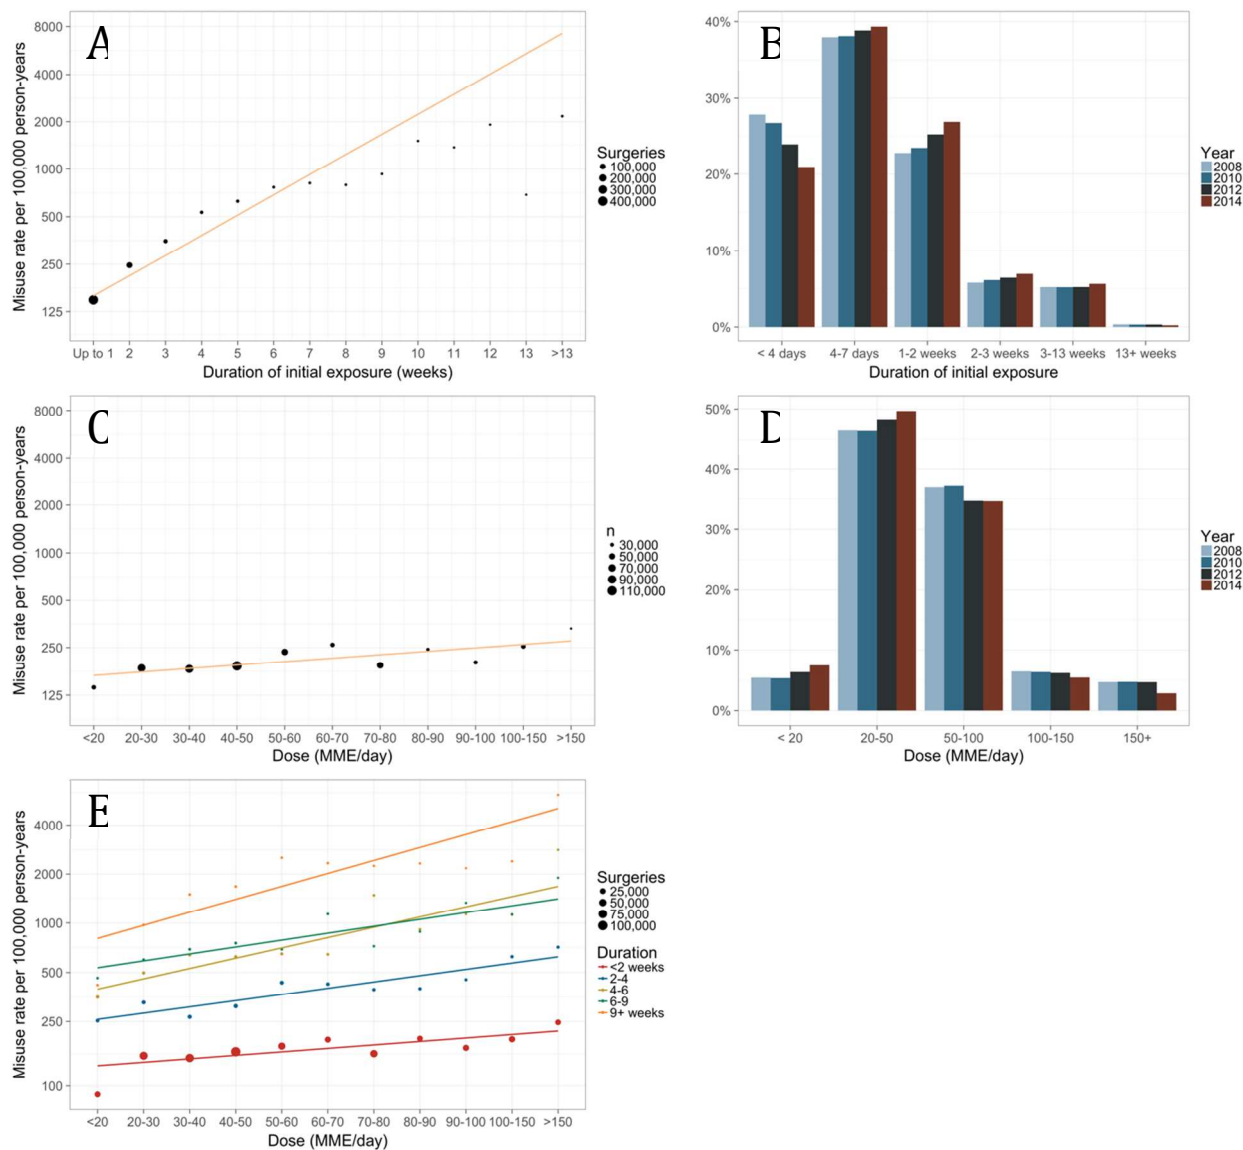 A
Misuse rate per 100,000 person-years
8000
4000
2000
1000
500
250
125
Up to 1 2 3 4 5 6 7 8 9 10 11 12 13 >13
Duration of initial exposure (weeks)
Surgeries
100,000
200,000
300,000
400,000
B
40%
30%
20%
10%
0%
< 4 days 4-7 days 1-2 weeks 2-3 weeks 3-13 weeks 13+ weeks
Duration of initial exposure
Year
2008
2010
2012
2014
C
Misuse rate per 100,000 person-years
8000
4000
2000
1000
500
250
125
<20 20-30 30-40 40-50 50-60 60-70 70-80 80-90 90-100 100-150 >150
Dose (MME/day)
n
30,000
50,000
70,000
90,000
110,000
D
50%
40%
30%
20%
10%
0%
< 20 20-50 50-100 100-150 150+
Dose (MME/day)
Year
2008
2010
2012
2014
E
Misuse rate per 100,000 person-years
4000
2000
1000
500
250
100
<20 20-30 30-40 40-50 50-60 60-70 70-80 80-90 90-100 100-150 >150
Dose (MME/day)
Surgeries
25,000
50,000
75,000
100,000
Duration
<2 weeks
2-4
4-6
6-9
9+ weeks